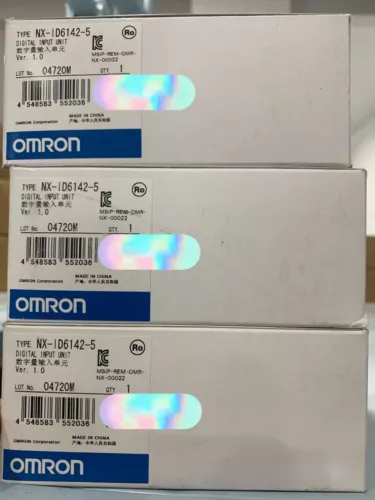 TYPE NX-ID6142-5
DIGITAL INPUT UNIT
数字量输入单元
Ver. 1.0
MSIP-REM-OMR-
NX-00022
Ro
LOT No. 04720M QTY. 1
4 548583 552036
OMRON Corporation
MADE IN CHINA
产地:中华人民共和国
OMRON
TYPE NX-ID6142-5
DIGITAL INPUT UNIT
数字量输入单元
Ver. 1.0
MSIP-REM-OMR-
NX-00022
Ro
LOT No. 04720M QTY. 1
4 548583 552036
OMRON Corporation
MADE IN CHINA
产地:中华人民共和国
OMRON
TYPE NX-ID6142-5
DIGITAL INPUT UNIT
数字量输入单元
Ver. 1.0
MSIP-REM-OMR-
NX-00022
Ro
LOT No. 04720M QTY. 1
4 548583 552036
OMRON Corporation
MADE IN CHINA
产地:中华人民共和国
OMRON